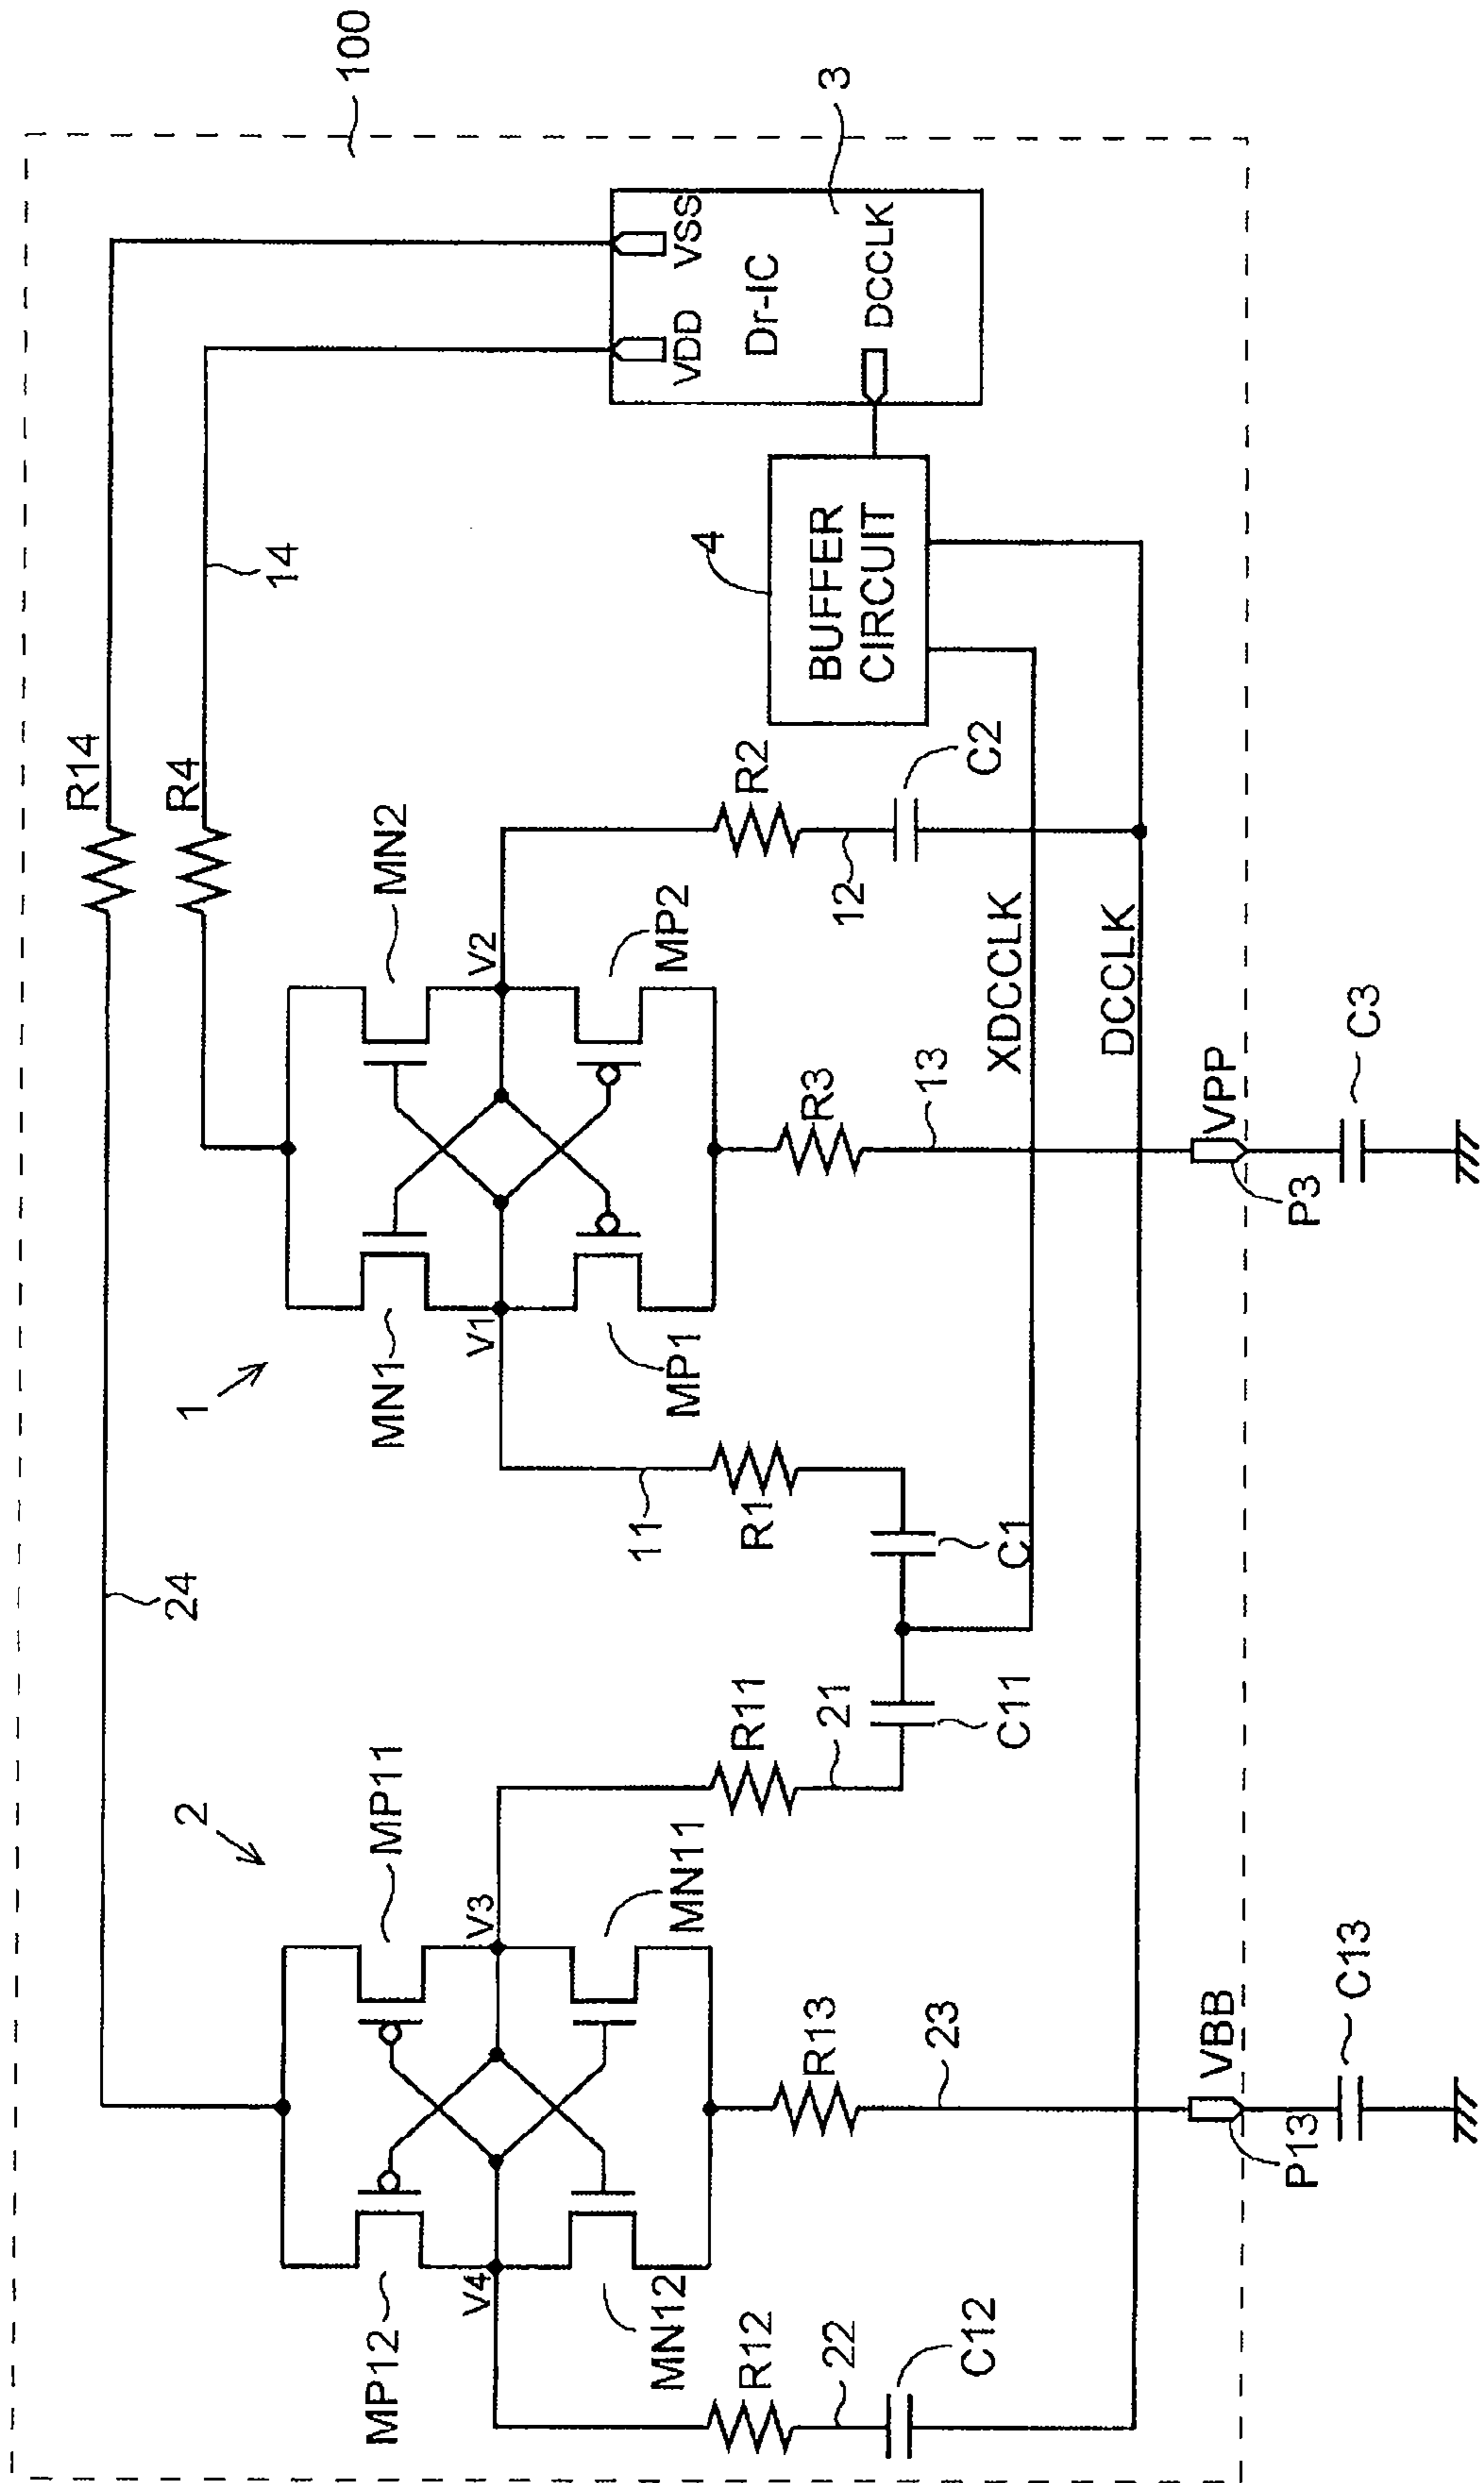 100
R14
R4
14
VDD
VSS
3
Dr-IC
DCCLK
4
BUFFER
CIRCUIT
24
1
MN1
MN2
V1
V2
MP1
MP2
11
R1
R2
12
C2
R3
13
C1
XDCCLK
DCCLK
VPP
P3
C3
2
MP12
MP11
V4
V3
MN12
MN11
R12
22
C12
R13
23
R11
21
C11
VBB
P13
C13